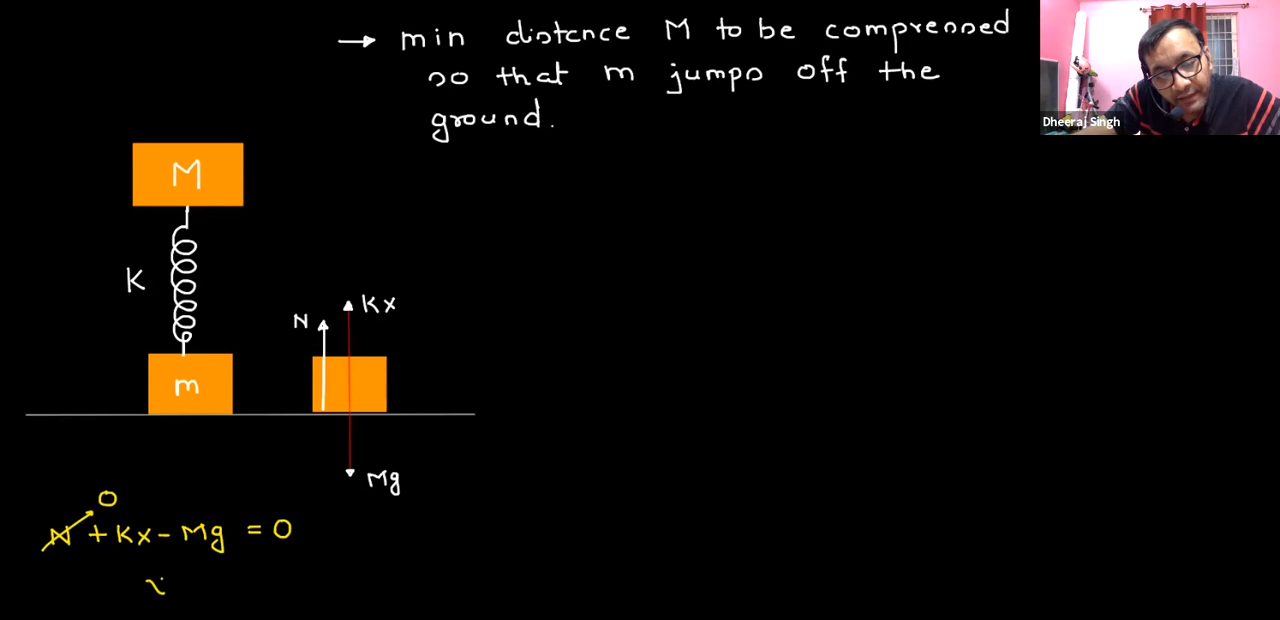 → min distance M to be compressed
so that m jumps off the
ground.
Dheeraj Singh
M
K
m
N
Kx
Mg
0
N + Kx - Mg = 0